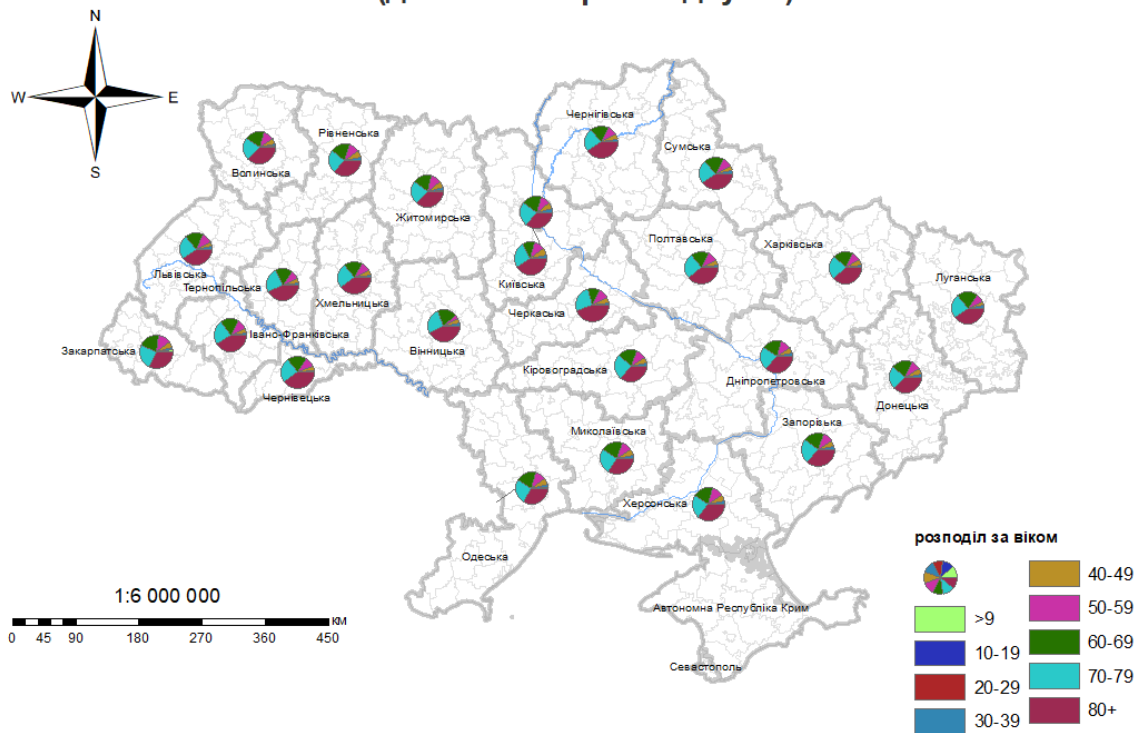 N
W E
S
Чернігівська
Рівненська
Сумська
Волинська
Житомирська
Полтавська
Харківська
Львівська
Луганська
Тернопільська
Київська
Хмельницька
Черкаська
Івано-Франківська
Закарпатська
Вінницька
Кіровоградська
Дніпропетровська
Чернівецька
Донецька
Запорізька
Миколаївська
Херсонська
Одеська
Автономна Республіка Крим
Севастополь
1:6 000 000
КМ
0 45 90 180 270 360 450
розподіл за віком
>9
10-19
20-29
30-39
40-49
50-59
60-69
70-79
80+